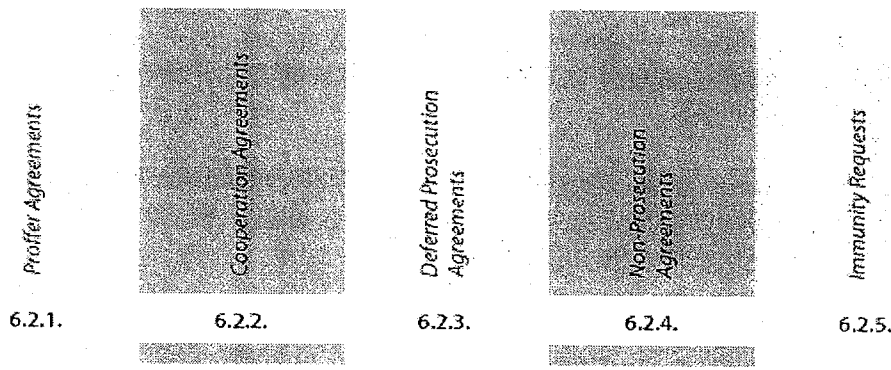 Proffer Agreements
Cooperation Agreements
Deferred Prosecution
Agreements
Non-Prosecution
Agreements
Immunity Requests
6.2.1.
6.2.2.
6.2.3.
6.2.4.
6.2.5.